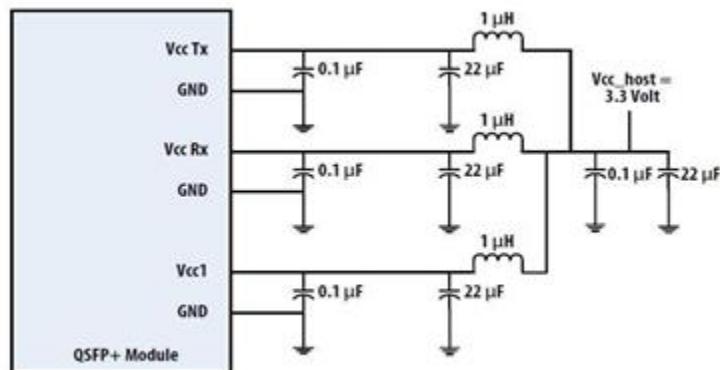 1 µH
Vcc Tx
0.1 µF
22 µF
GND
Vcc_host =
3.3 Volt
1 µH
Vcc Rx
0.1 µF
22 µF
0.1 µF
22 µF
GND
1 µH
Vcc1
0.1 µF
22 µF
GND
QSFP+ Module